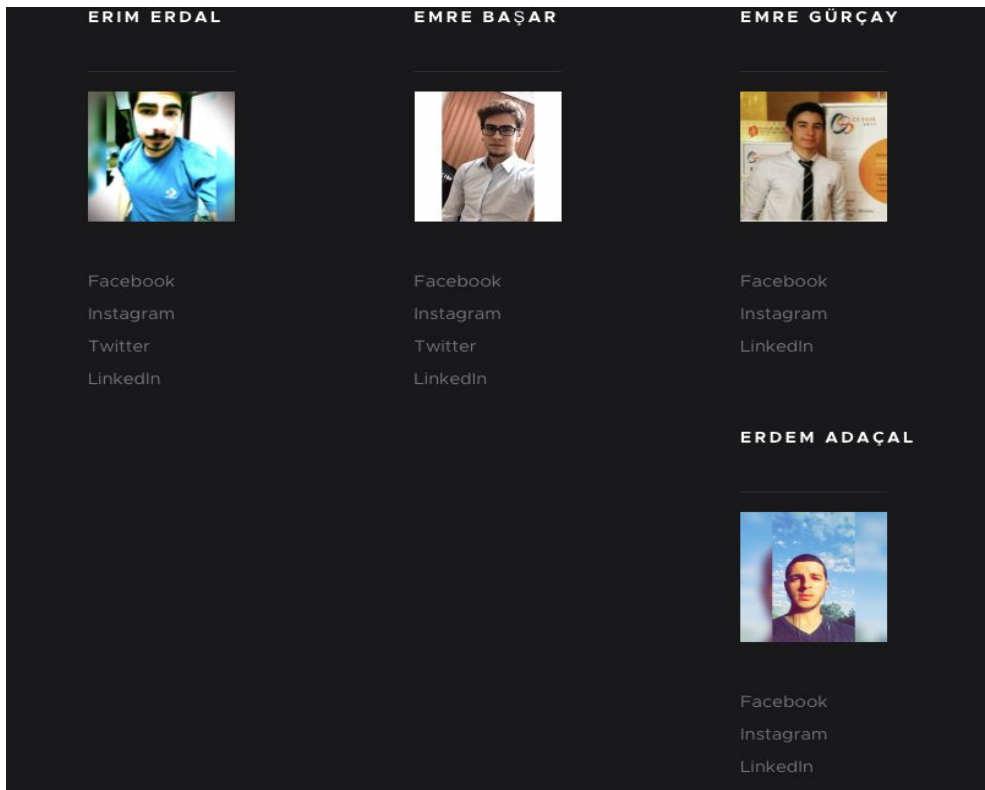 ERIM ERDAL
EMRE BAŞAR
EMRE GÜRÇAY
Facebook
Instagram
Twitter
LinkedIn
Facebook
Instagram
Twitter
LinkedIn
Facebook
Instagram
LinkedIn
ERDEM ADAÇAL
Facebook
Instagram
LinkedIn